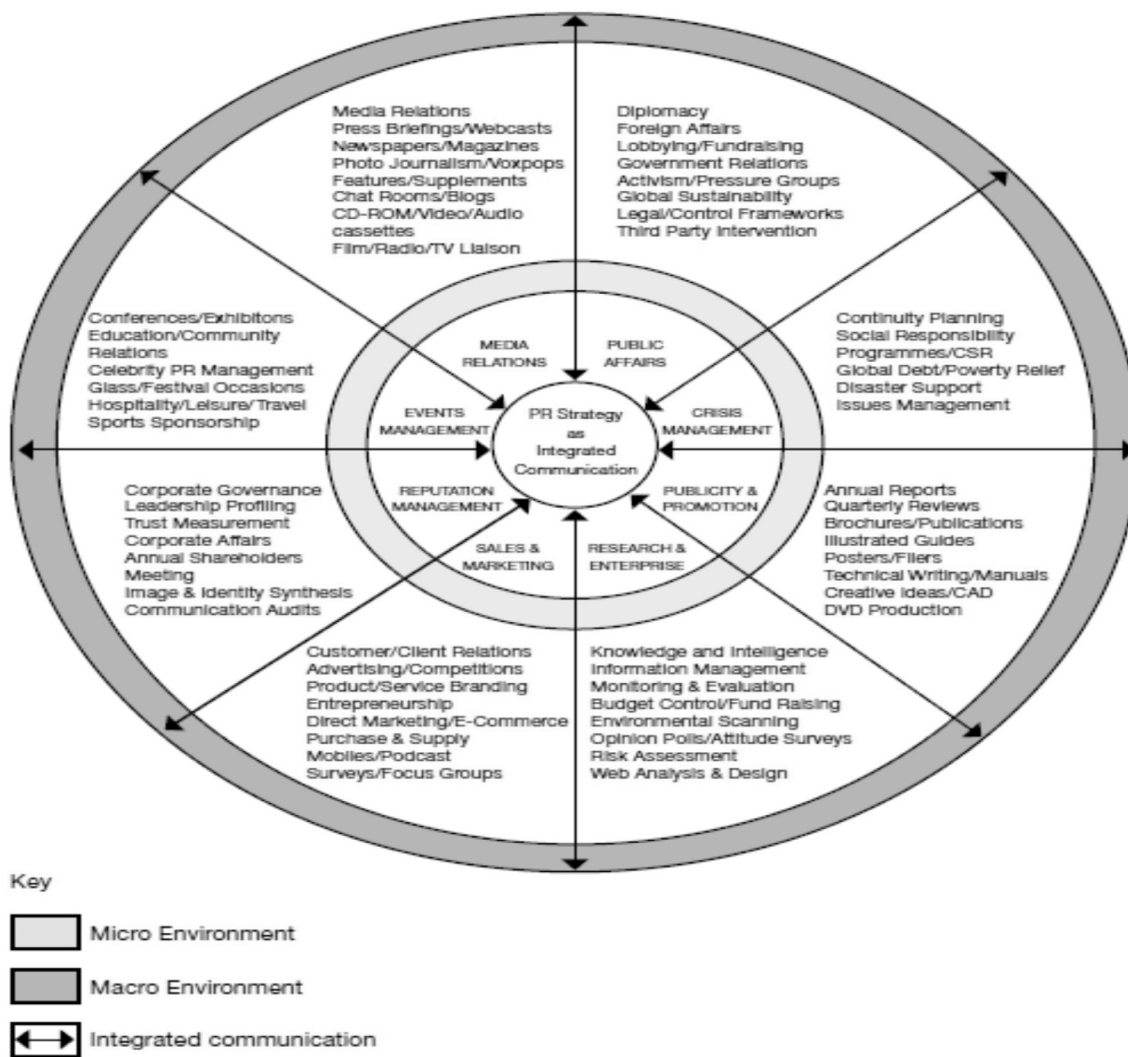 Media Relations
Press Briefings/Webcasts
Newspapers/Magazines
Photo Journalism/Voxpops
Features/Supplements
Chat Rooms/Blogs
CD-ROM/Video/Audio
cassettes
Film/Radio/TV Liaison
Diplomacy
Foreign Affairs
Lobbying/Fundraising
Government Relations
Activism/Pressure Groups
Global Sustainability
Legal/Control Frameworks
Third Party Intervention
Conferences/Exhibitons
Education/Community
Relations
Celebrity PR Management
Glass/Festival Occasions
Hospitality/Leisure/Travel
Sports Sponsorship
MEDIA
RELATIONS
PUBLIC
AFFAIRS
Continuity Planning
Social Responsibility
Programmes/CSR
Global Debt/Poverty Relief
Disaster Support
Issues Management
EVENTS
MANAGEMENT
PR Strategy
as
Integrated
Communication
CRISIS
MANAGEMENT
Corporate Governance
Leadership Profiling
Trust Measurement
Corporate Affairs
Annual Shareholders
Meeting
Image & Identity Synthesis
Communication Audits
REPUTATION
MANAGEMENT
PUBLICITY &
PROMOTION
Annual Reports
Quarterly Reviews
Brochures/Publications
Illustrated Guides
Posters/Fliers
Technical Writing/Manuals
Creative Ideas/CAD
DVD Production
SALES &
MARKETING
RESEARCH &
ENTERPRISE
Customer/Client Relations
Advertising/Competitions
Product/Service Branding
Entrepreneurship
Direct Marketing/E-Commerce
Purchase & Supply
Mobiles/Podcast
Surveys/Focus Groups
Knowledge and Intelligence
Information Management
Monitoring & Evaluation
Budget Control/Fund Raising
Environmental Scanning
Opinion Polls/Attitude Surveys
Risk Assessment
Web Analysis & Design
Key
Micro Environment
Macro Environment
Integrated communication